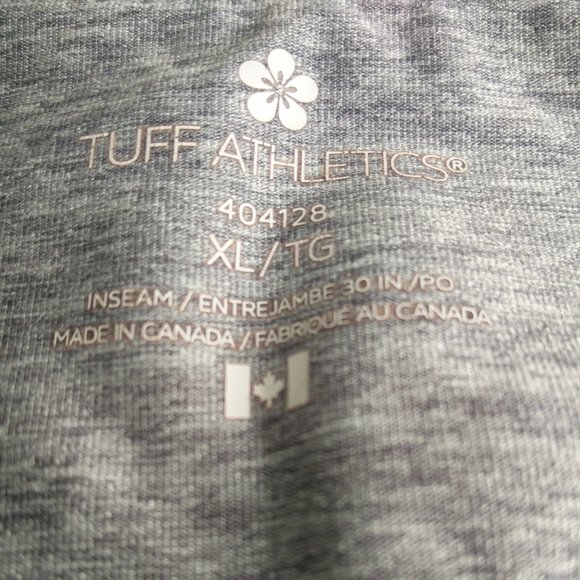 TUFF ATHLETICS®
404128
XL/TG
INSEAM / ENTREJAMBE 30 IN./PO
MADE IN CANADA / FABRIQUÉ AU CANADA